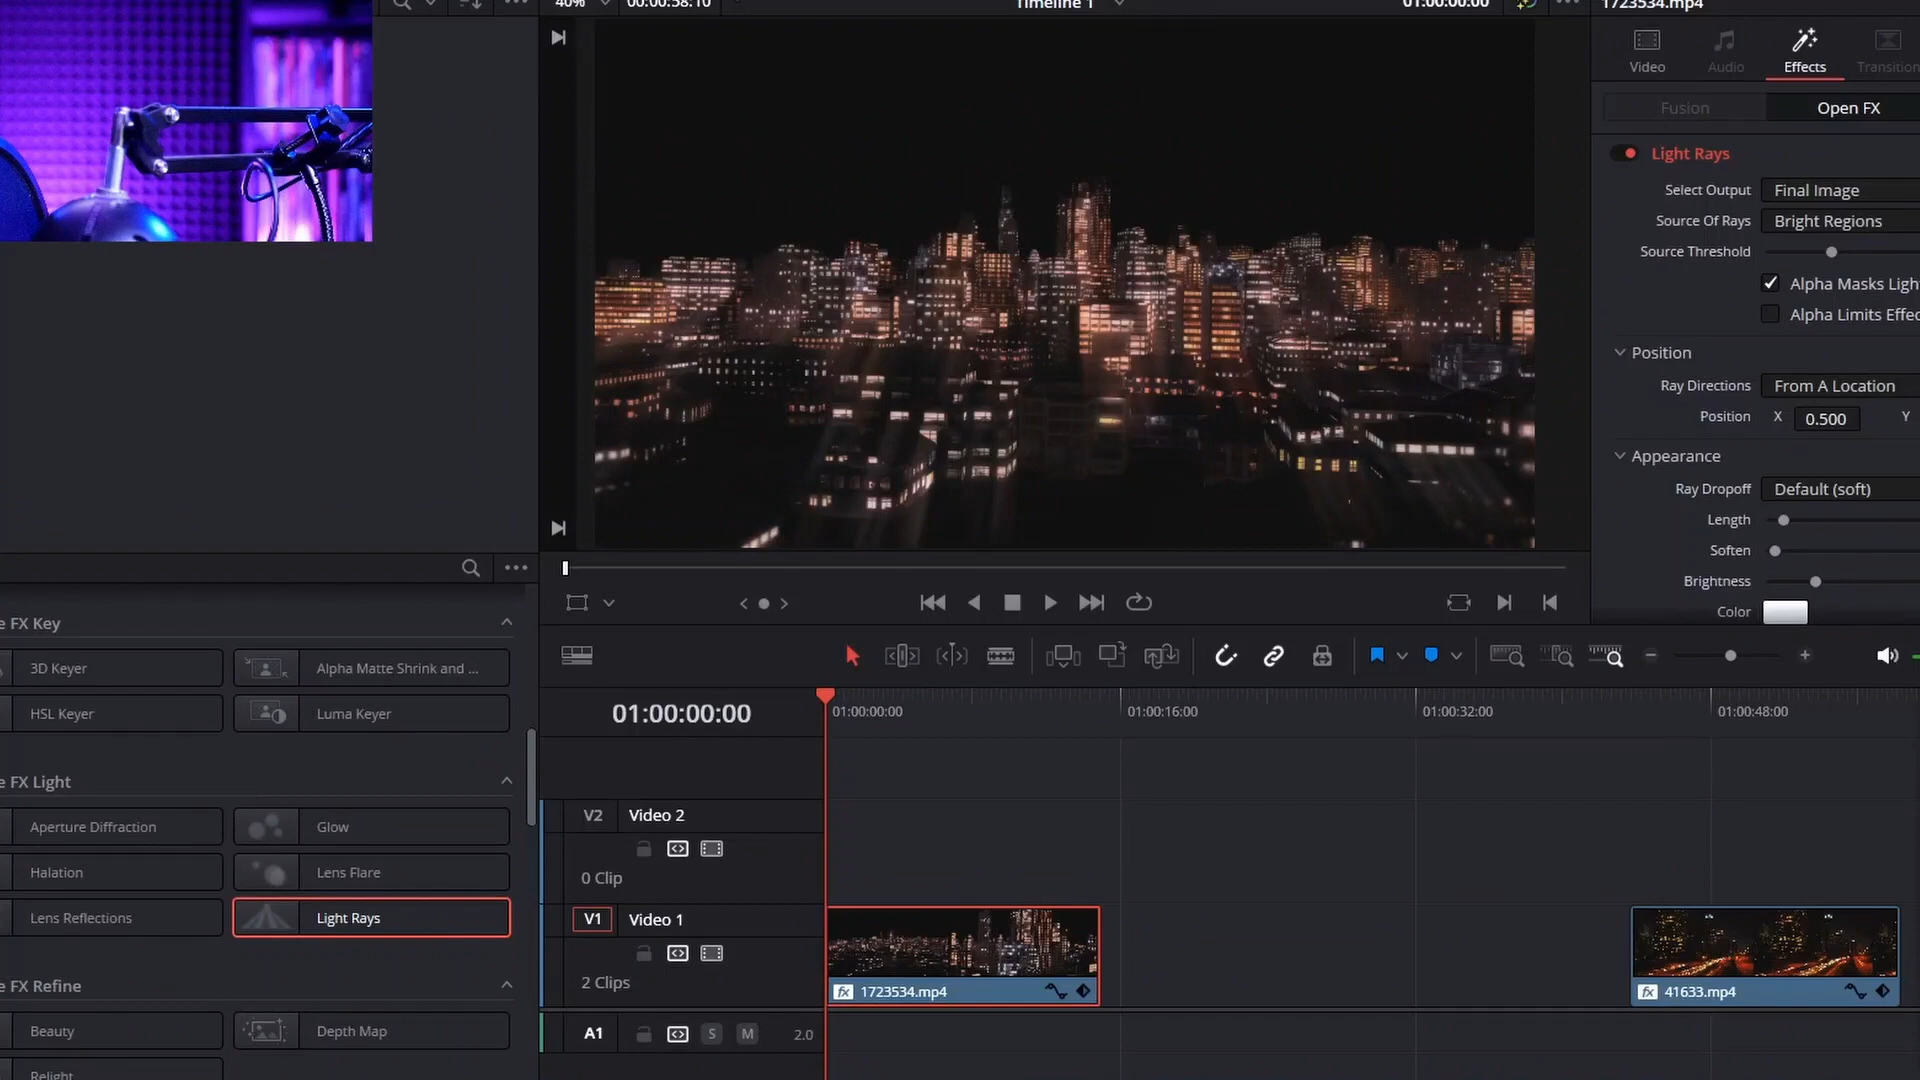 40%
00:00:58:10
Timeline 1
01:00:00:00
1723534.mp4
Video
Audio
Effects
Transition
Fusion
Open FX
Light Rays
Select Output
Final Image
Source Of Rays
Bright Regions
Source Threshold
Alpha Masks Ligh
Alpha Limits Effec
Position
Ray Directions
From A Location
Position
X
0.500
Y
Appearance
Ray Dropoff
Default (soft)
Length
Soften
Brightness
Color
e FX Key
3D Keyer
Alpha Matte Shrink and ...
HSL Keyer
Luma Keyer
e FX Light
Aperture Diffraction
Glow
Halation
Lens Flare
Lens Reflections
Light Rays
e FX Refine
Beauty
Depth Map
Relight
01:00:00:00
01:00:00:00
01:00:16:00
01:00:32:00
01:00:48:00
V2
Video 2
0 Clip
V1
Video 1
2 Clips
fx
1723534.mp4
fx
41633.mp4
A1
S
M
2.0